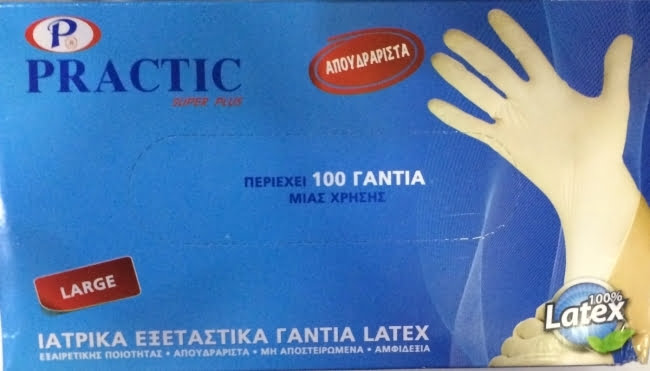 P
PRACTIC
SUPER PLUS
ΑΠΟΥΔΡΑΡΙΣΤΑ
ΠΕΡΙΕΧΕΙ 100 ΓΑΝΤΙΑ
ΜΙΑΣ ΧΡΗΣΗΣ
LARGE
100%
Latex
ΙΑΤΡΙΚΑ ΕΞΕΤΑΣΤΙΚΑ ΓΑΝΤΙΑ LATEX
ΕΞΑΙΡΕΤΙΚΗΣ ΠΟΙΟΤΗΤΑΣ • ΑΠΟΥΔΡΑΡΙΣΤΑ • ΜΗ ΑΠΟΣΤΕΙΡΩΜΕΝΑ • ΑΜΦΙΔΕΞΙΑ